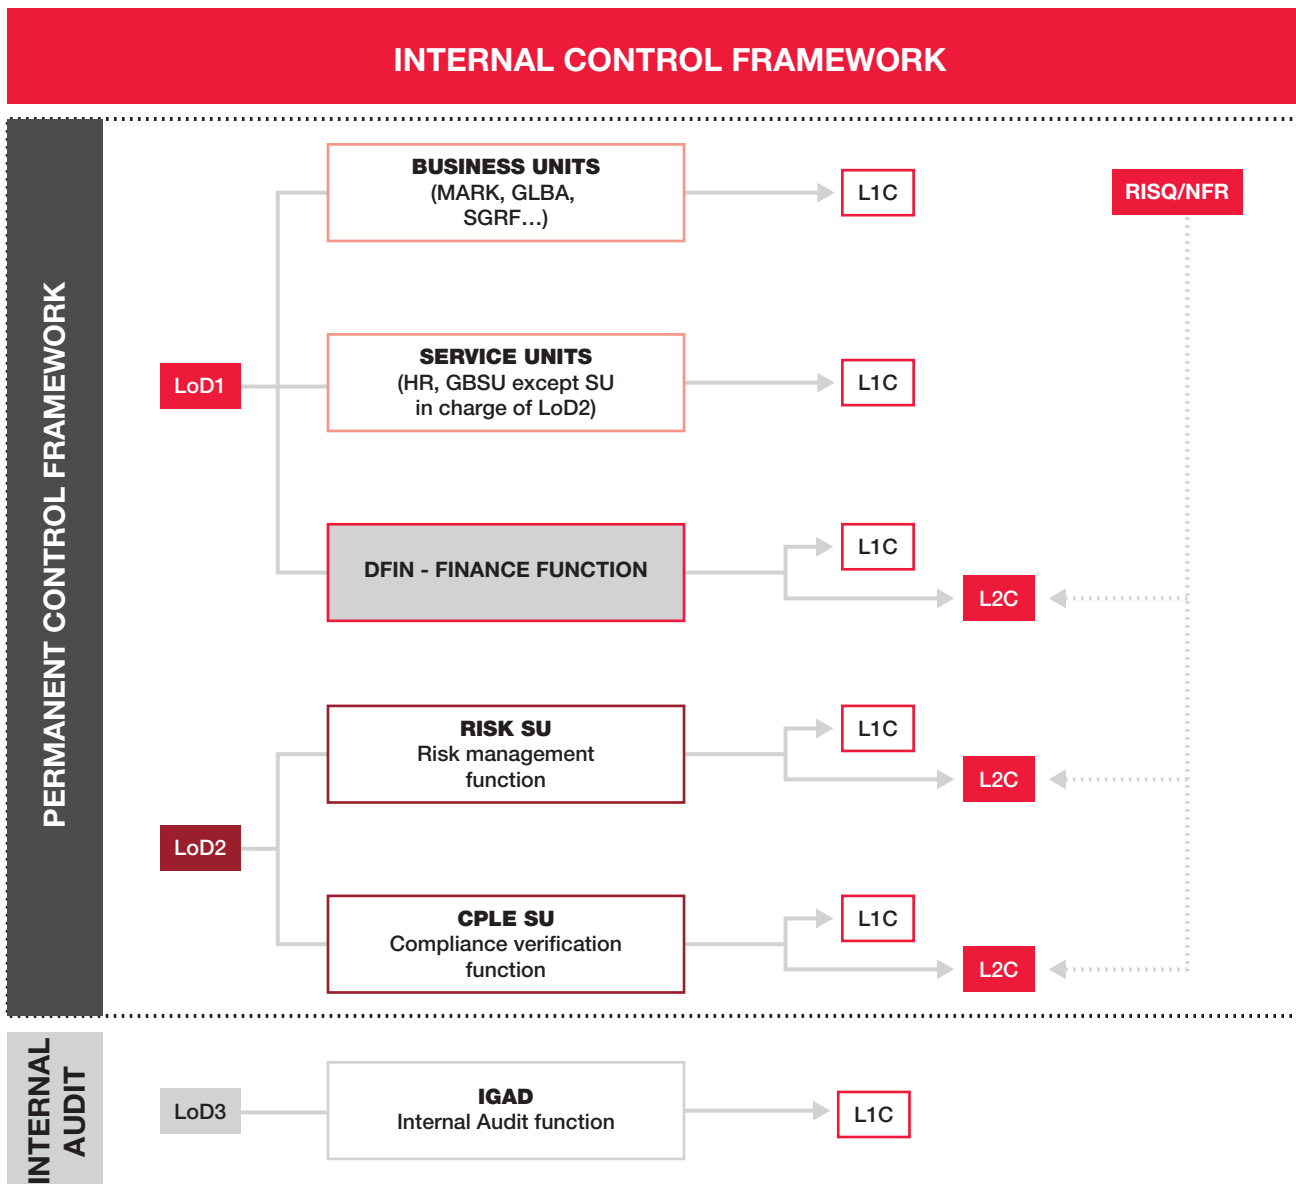 INTERNAL CONTROL FRAMEWORK
PERMANENT CONTROL FRAMEWORK
BUSINESS UNITS
(MARK, GLBA,
SGRF…)
L1C
RISQ/NFR
LoD1
SERVICE UNITS
(HR, GBSU except SU
in charge of LoD2)
L1C
DFIN - FINANCE FUNCTION
L1C
L2C
LoD2
RISK SU
Risk management
function
L1C
L2C
CPLE SU
Compliance verification
function
L1C
L2C
INTERNAL
AUDIT
LoD3
IGAD
Internal Audit function
L1C